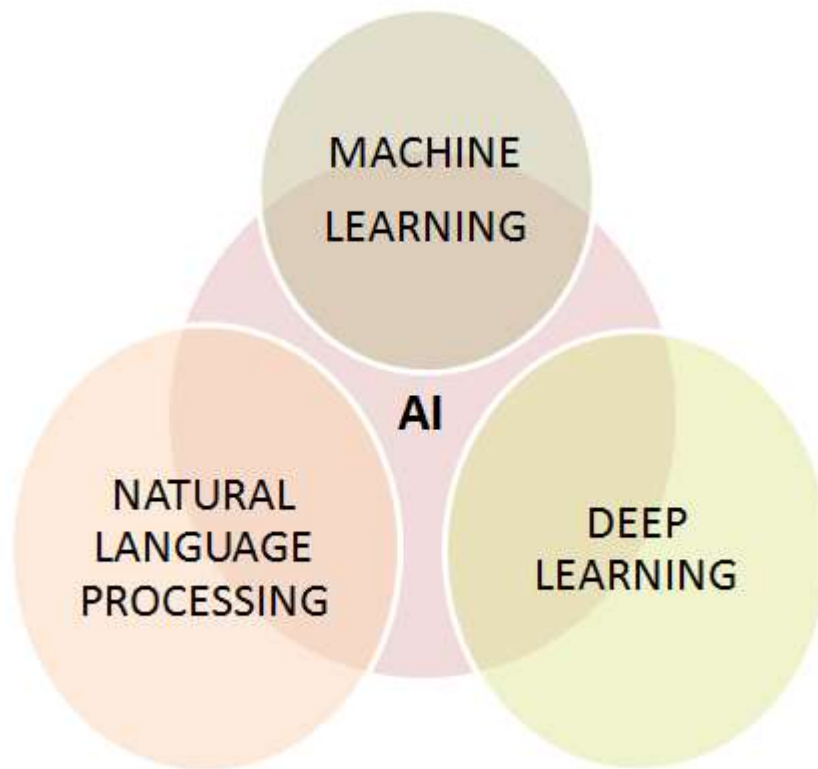 MACHINE
LEARNING
AI
NATURAL
LANGUAGE
PROCESSING
DEEP
LEARNING